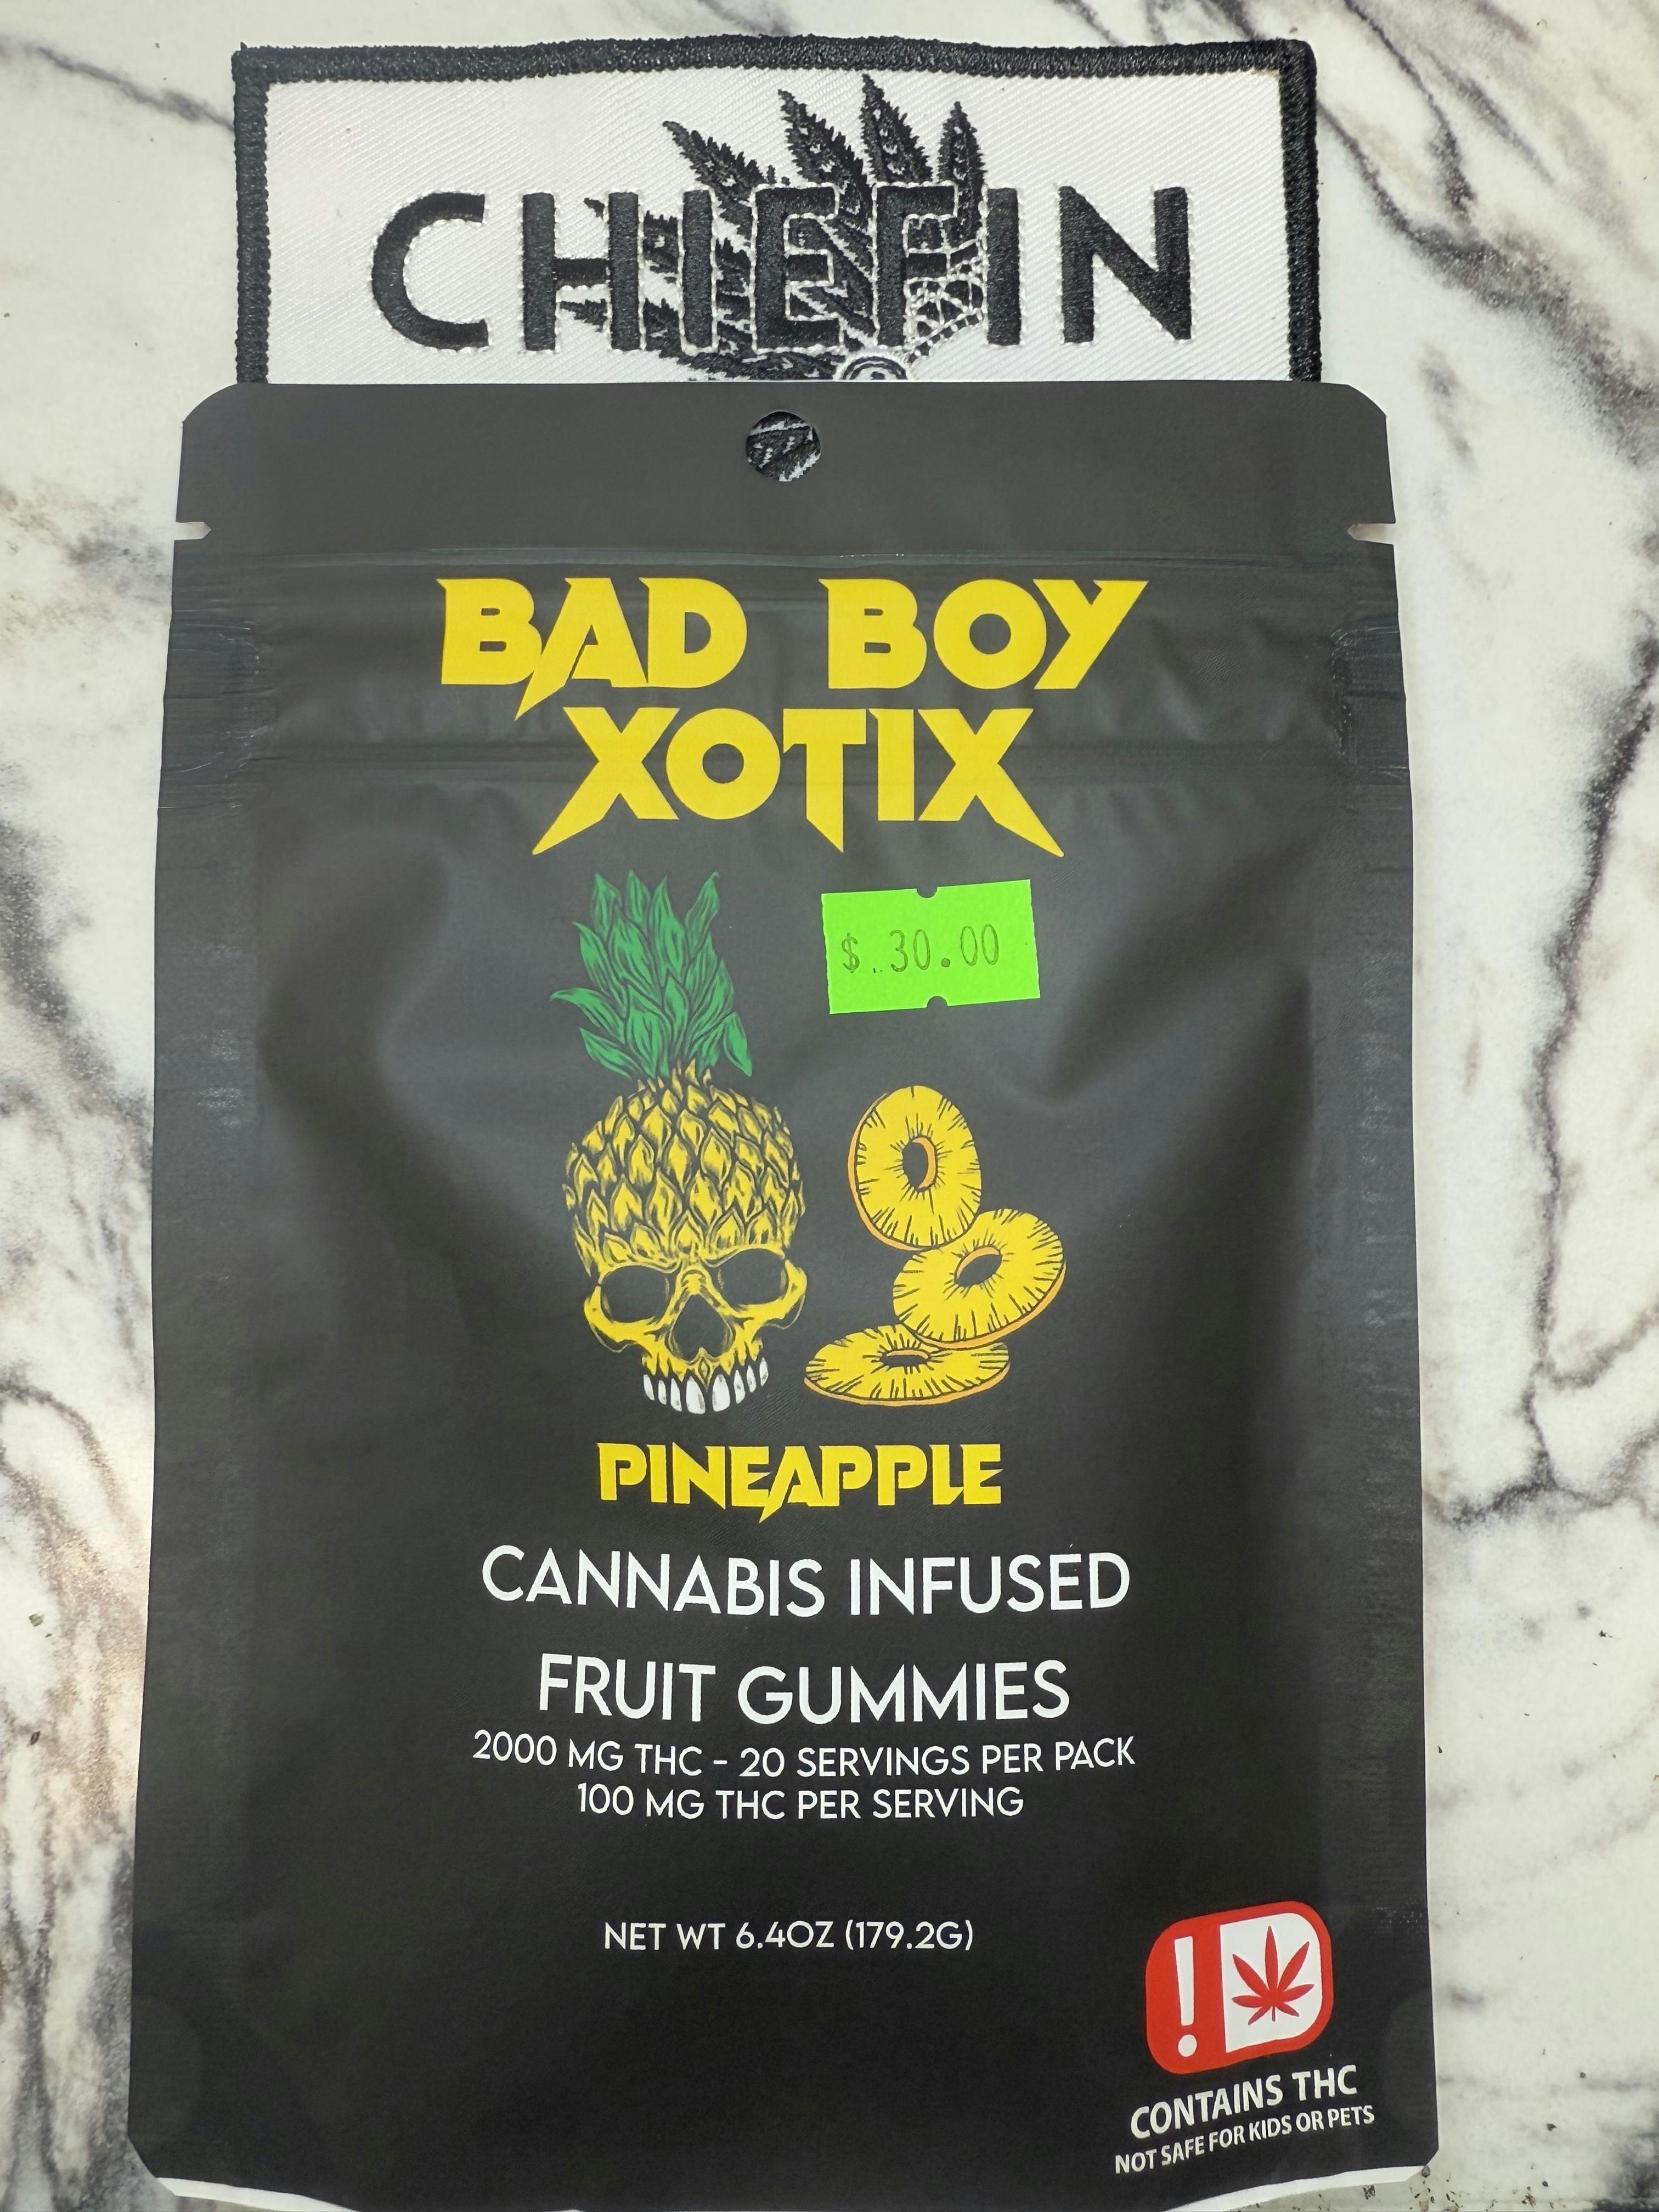 CHIEFIN
BAD BOY
XOTIX
$ 30.00
PINEAPPLE
CANNABIS INFUSED
FRUIT GUMMIES
2000 MG THC - 20 SERVINGS PER PACK
100 MG THC PER SERVING
NET WT 6.4OZ (179.2G)
!
CONTAINS THC
NOT SAFE FOR KIDS OR PETS